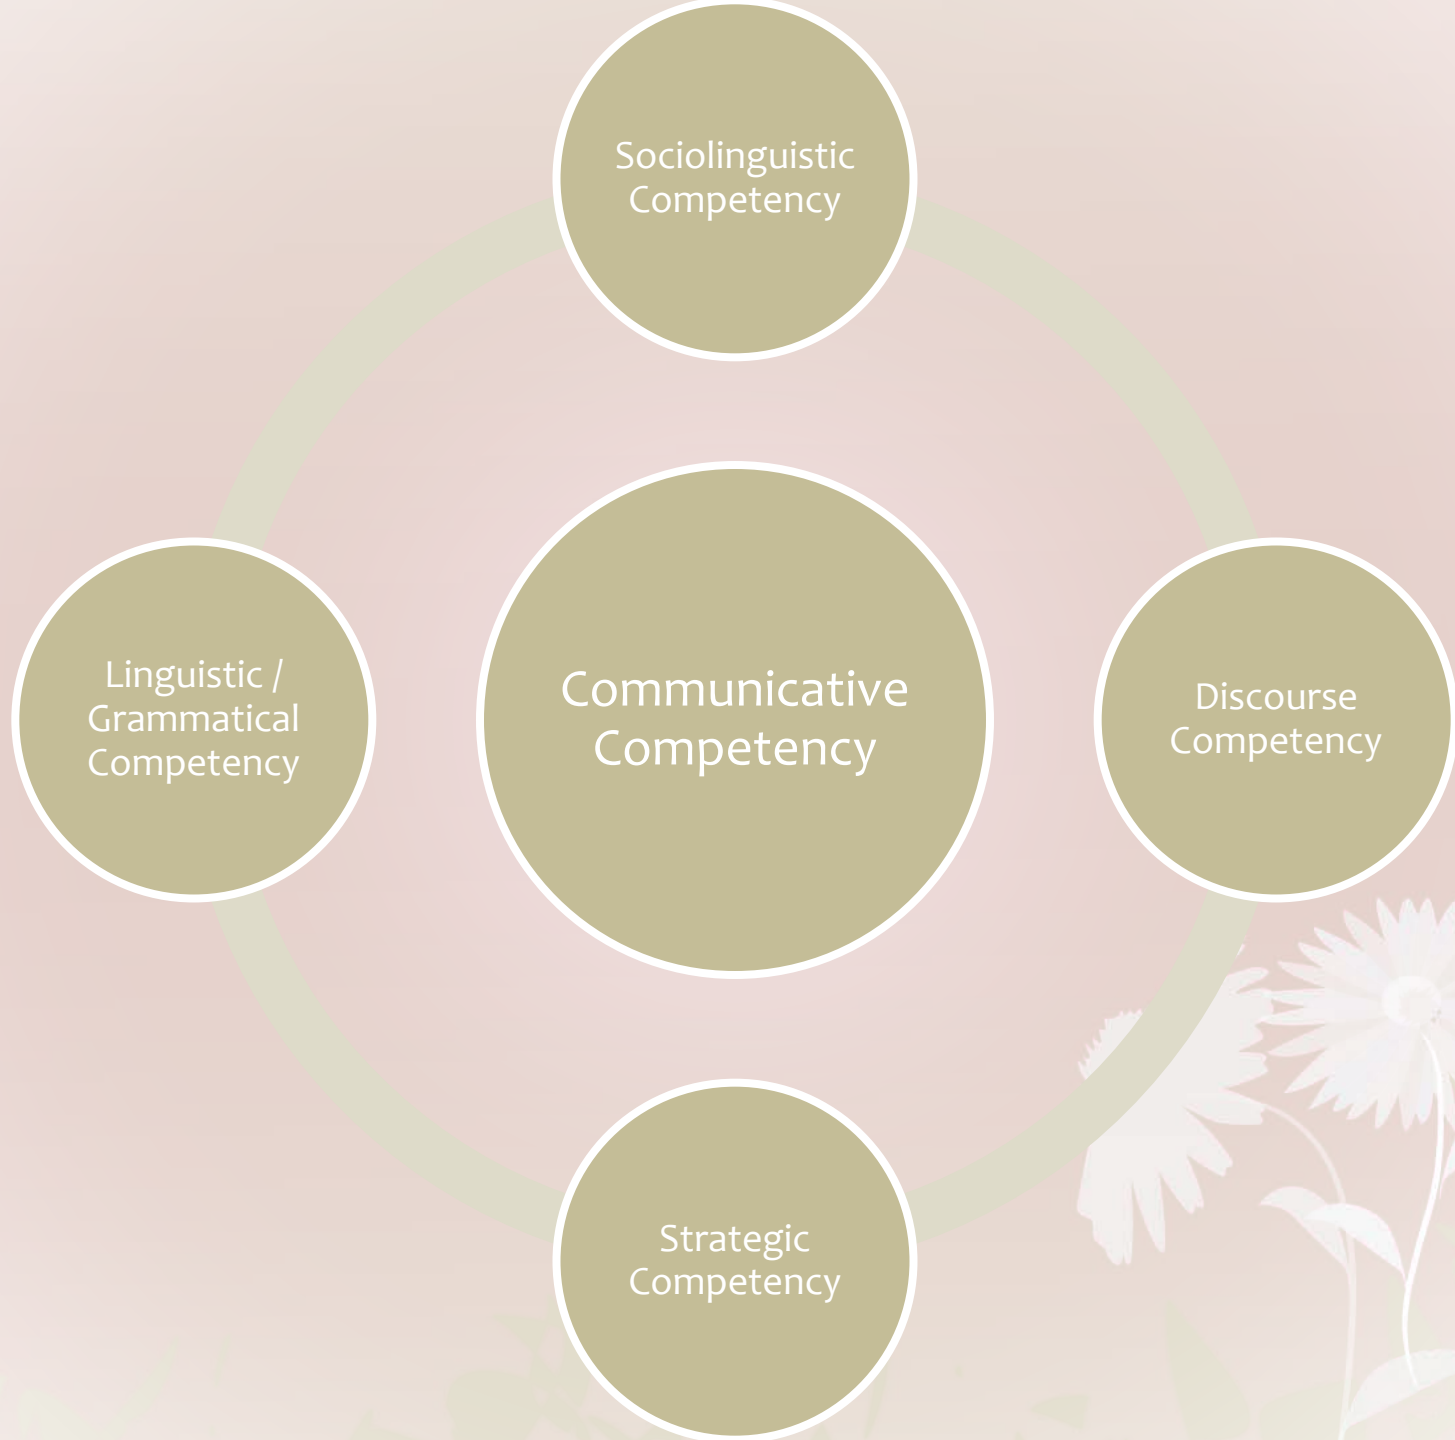 Sociolinguistic
Competency
Linguistic /
Grammatical
Competency
Communicative
Competency
Discourse
Competency
Strategic
Competency